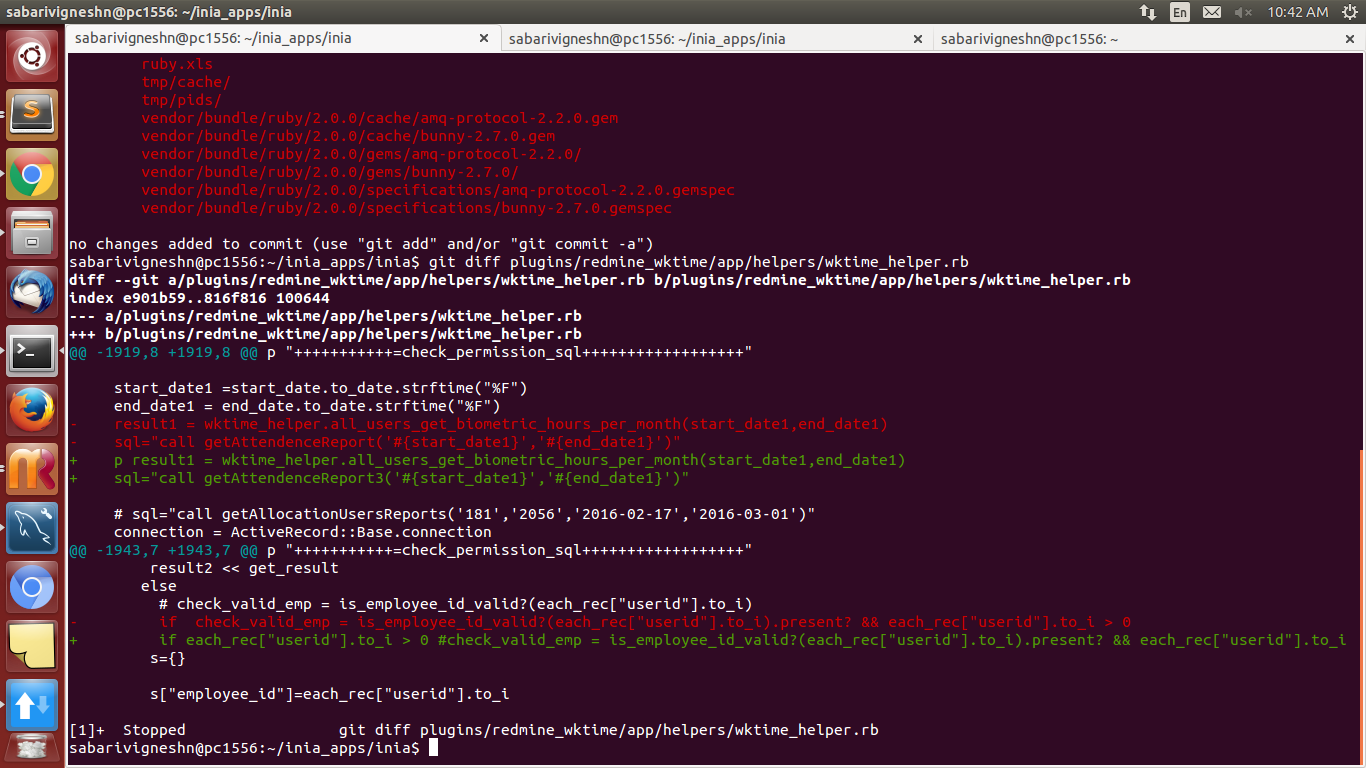 sabarivigneshn@pc1556: ~/inia_apps/inia
En
10:42 AM
sabarivigneshn@pc1556: ~/inia_apps/inia
sabarivigneshn@pc1556: ~/inia_apps/inia
sabarivigneshn@pc1556: ~
ruby.xls
tmp/cache/
tmp/pids/
vendor/bundle/ruby/2.0.0/cache/amq-protocol-2.2.0.gem
vendor/bundle/ruby/2.0.0/cache/bunny-2.7.0.gem
vendor/bundle/ruby/2.0.0/gems/amq-protocol-2.2.0/
vendor/bundle/ruby/2.0.0/gems/bunny-2.7.0/
vendor/bundle/ruby/2.0.0/specifications/amq-protocol-2.2.0.gemspec
vendor/bundle/ruby/2.0.0/specifications/bunny-2.7.0.gemspec
no changes added to commit (use "git add" and/or "git commit -a")
sabarivigneshn@pc1556:~/inia_apps/inia$ git diff plugins/redmine_wktime/app/helpers/wktime_helper.rb
diff --git a/plugins/redmine_wktime/app/helpers/wktime_helper.rb b/plugins/redmine_wktime/app/helpers/wktime_helper.rb
index e901b59..816f816 100644
--- a/plugins/redmine_wktime/app/helpers/wktime_helper.rb
+++ b/plugins/redmine_wktime/app/helpers/wktime_helper.rb
@@ -1919,8 +1919,8 @@ p "+++++++++++=check_permission_sql++++++++++++++++++"
start_date1 =start_date.to_date.strftime("%F")
end_date1 = end_date.to_date.strftime("%F")
-    result1 = wktime_helper.all_users_get_biometric_hours_per_month(start_date1,end_date1)
-    sql="call getAttendenceReport('#{start_date1}','#{end_date1}')"
+    p result1 = wktime_helper.all_users_get_biometric_hours_per_month(start_date1,end_date1)
+    sql="call getAttendenceReport3('#{start_date1}','#{end_date1}')"
# sql="call getAllocationUsersReports('181','2056','2016-02-17','2016-03-01')"
connection = ActiveRecord::Base.connection
@@ -1943,7 +1943,7 @@ p "+++++++++++=check_permission_sql++++++++++++++++++"
result2 << get_result
else
# check_valid_emp = is_employee_id_valid?(each_rec["userid"].to_i)
-         if  check_valid_emp = is_employee_id_valid?(each_rec["userid"].to_i).present? && each_rec["userid"].to_i > 0
+         if each_rec["userid"].to_i > 0 #check_valid_emp = is_employee_id_valid?(each_rec["userid"].to_i).present? && each_rec["userid"].to_i
s={}
s["employee_id"]=each_rec["userid"].to_i
[1]+  Stopped                 git diff plugins/redmine_wktime/app/helpers/wktime_helper.rb
sabarivigneshn@pc1556:~/inia_apps/inia$